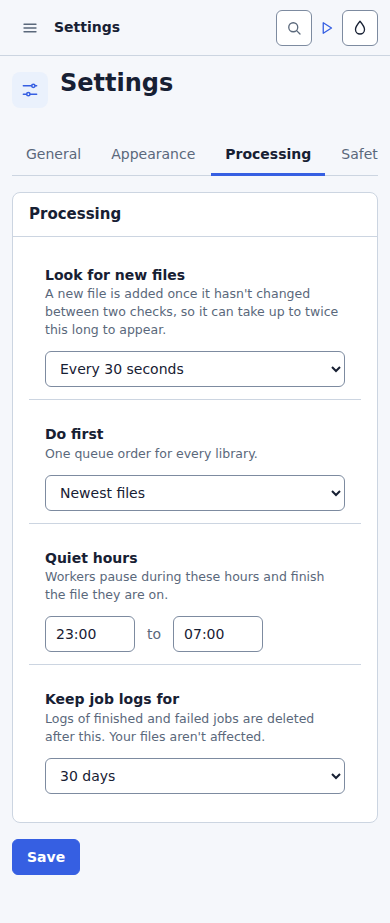 Settings
Settings
General Appearance Processing Safet
Processing
Look for new files
A new file is added once it hasn't changed
between two checks, so it can take up to twice
this long to appear.
Every 30 seconds
Do first
One queue order for every library.
Newest files
Quiet hours
Workers pause during these hours and finish
the file they are on.
23:00 to 07:00
Keep job logs for
Logs of finished and failed jobs are deleted
after this. Your files aren't affected.
30 days
Save